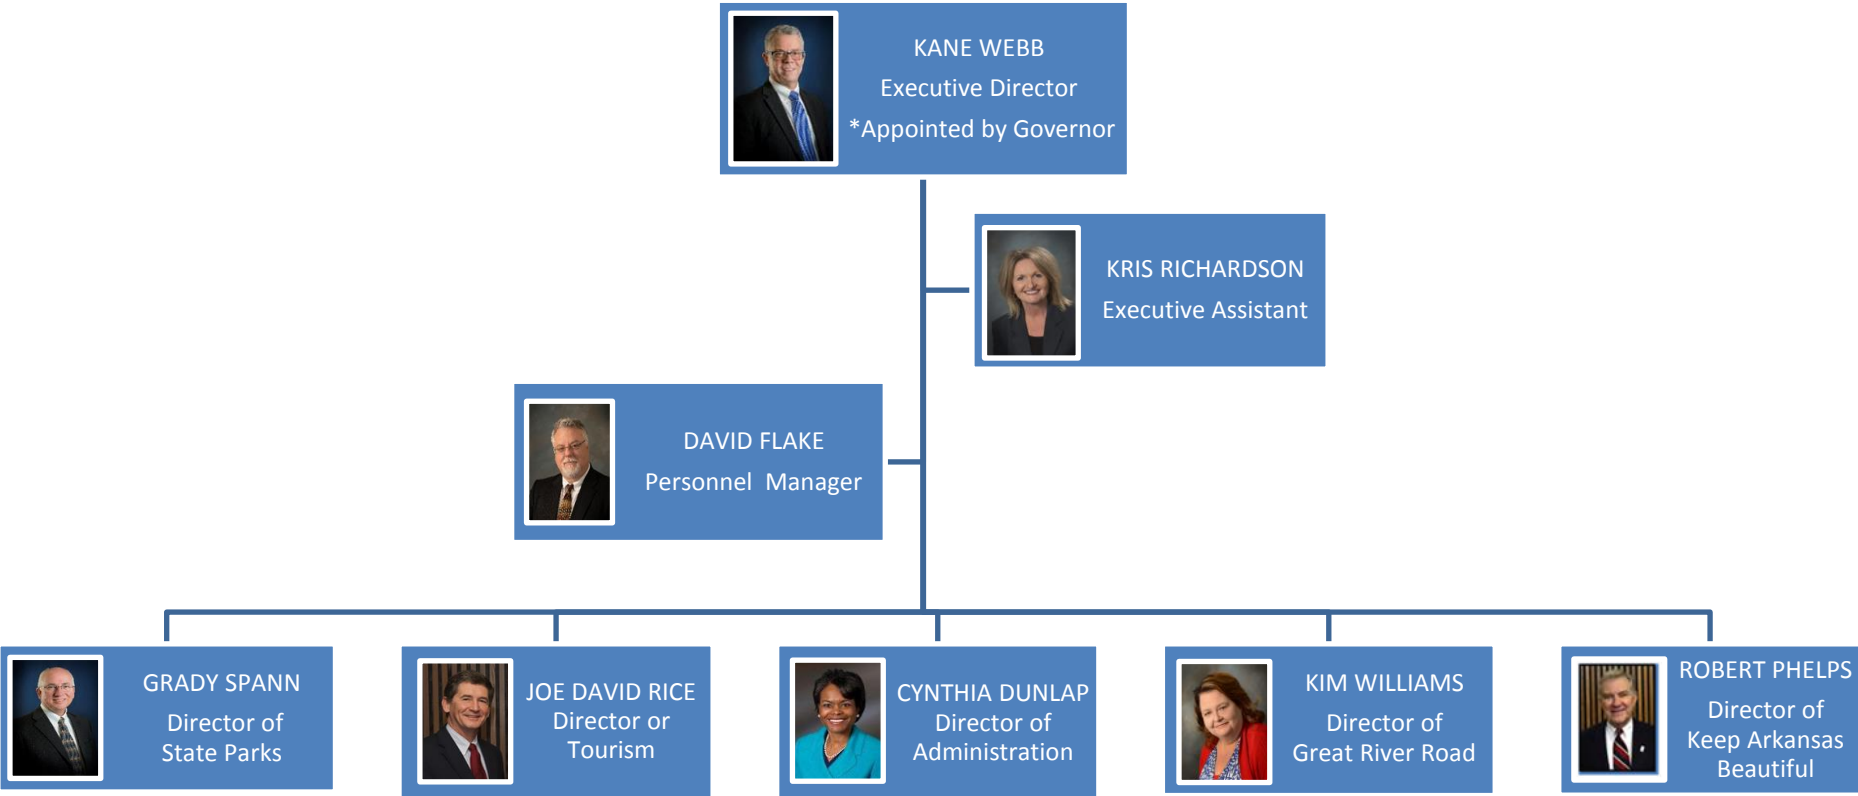 KANE WEBB
Executive Director
*Appointed by Governor
KRIS RICHARDSON
Executive Assistant
DAVID FLAKE
Personnel  Manager
GRADY SPANN
Director of
State Parks
JOE DAVID RICE
Director or
Tourism
CYNTHIA DUNLAP
Director of
Administration
KIM WILLIAMS
Director of
Great River Road
ROBERT PHELPS
Director of
Keep Arkansas
Beautiful